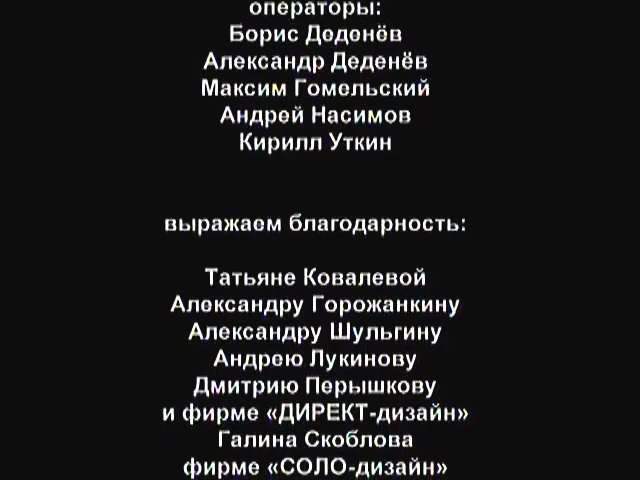 операторы:
Борис Деденёв
Александр Деденёв
Максим Гомельский
Андрей Насимов
Кирилл Уткин
выражаем благодарность:
Татьяне Ковалевой
Александру Горожанкину
Александру Шульгину
Андрею Лукинову
Дмитрию Перышкову
и фирме «ДИРЕКТ-дизайн»
Галина Скоблова
фирме «СОЛО-дизайн»